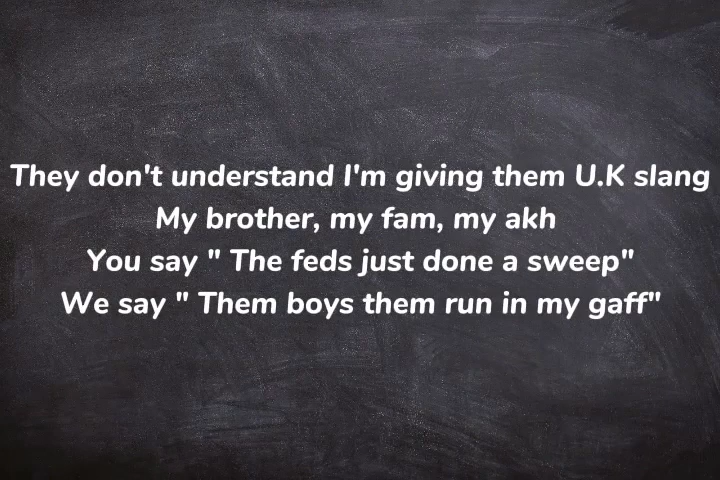 They don't understand I'm giving them U.K slang
My brother, my fam, my akh
You say " The feds just done a sweep"
We say " Them boys them run in my gaff"